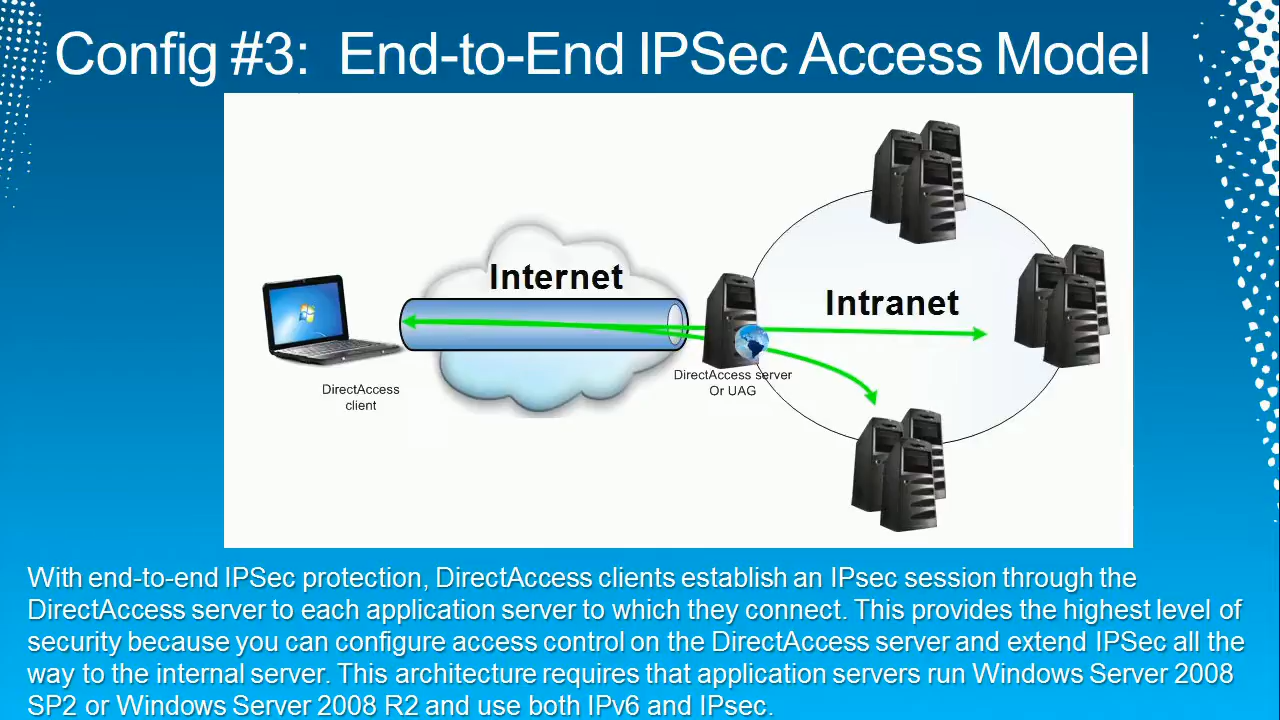 Config #3:  End-to-End IPSec Access Model
Internet
Intranet
DirectAccess
client
DirectAccess server
Or UAG
With end-to-end IPSec protection, DirectAccess clients establish an IPsec session through the
DirectAccess server to each application server to which they connect. This provides the highest level of
security because you can configure access control on the DirectAccess server and extend IPSec all the
way to the internal server. This architecture requires that application servers run Windows Server 2008
SP2 or Windows Server 2008 R2 and use both IPv6 and IPsec.